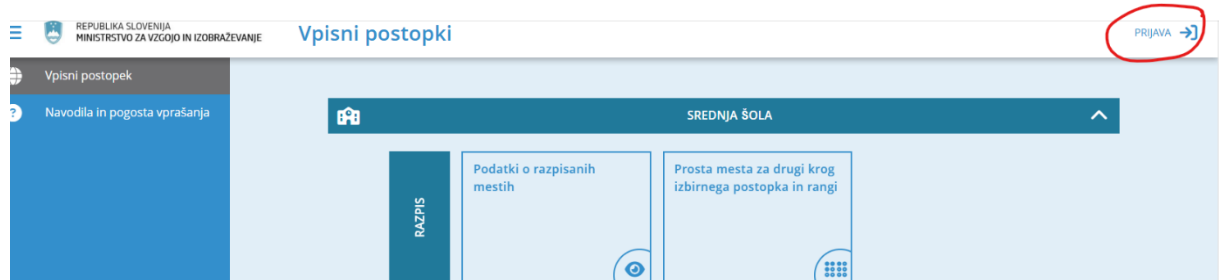 REPUBLIKA SLOVENIJA
MINISTRSTVO ZA VZGOJO IN IZOBRAŽEVANJE
Vpisni postopki
PRIJAVA
Vpisni postopek
? Navodila in pogosta vprašanja
SREDNJA ŠOLA
RAZPIS
Podatki o razpisanih
mestih
Prosta mesta za drugi krog
izbirnega postopka in rangi